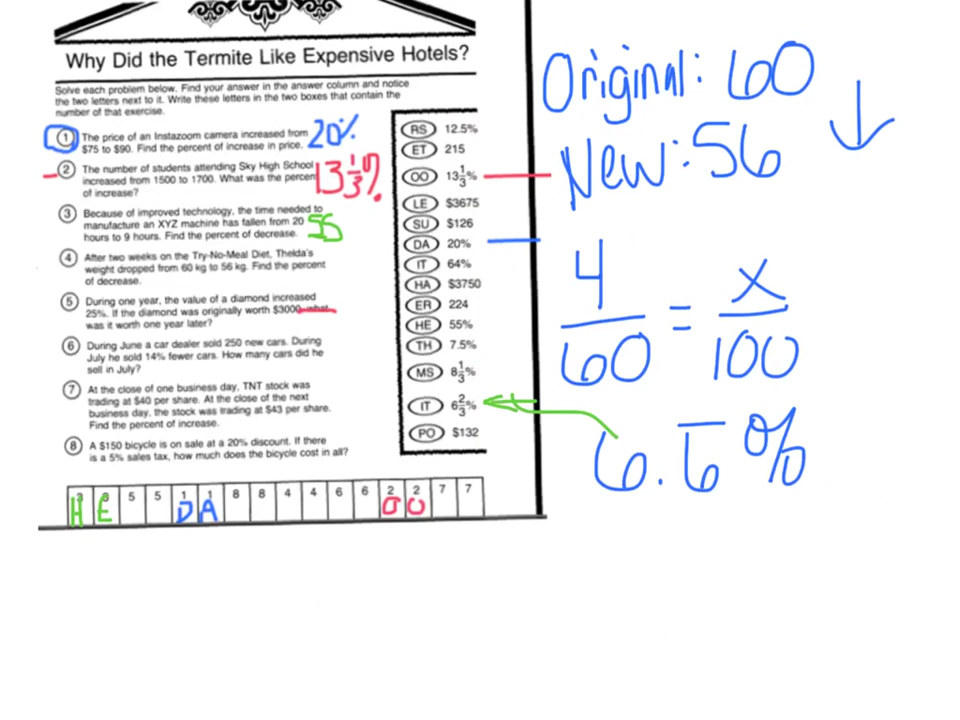 Why Did the Termite Like Expensive Hotels?
Solve each problem below. Find your answer in the answer column and notice
the two letters next to it. Write these letters in the two boxes that contain the
number of that exercise.
1 The price of an Instazoom camera increased from
$75 to $90. Find the percent of increase in price.
20%
2 The number of students attending Sky High School
increased from 1500 to 1700. What was the percent
of increase?
13 1/3%
3 Because of improved technology, the time needed to
manufacture an XYZ machine has fallen from 20
hours to 9 hours. Find the percent of decrease.
55
4 After two weeks on the Try-No-Meal Diet, Thelda's
weight dropped from 60 kg to 56 kg. Find the percent
of decrease.
5 During one year, the value of a diamond increased
25%. If the diamond was originally worth $3000, what
was it worth one year later?
6 During June a car dealer sold 250 new cars. During
July he sold 14% fewer cars. How many cars did he
sell in July?
7 At the close of one business day, TNT stock was
trading at $40 per share. At the close of the next
business day, the stock was trading at $43 per share.
Find the percent of increase.
8 A $150 bicycle is on sale at a 20% discount. If there
is a 5% sales tax, how much does the bicycle cost in all?
RS 12.5%
ET 215
OO 13 1/3%
LE $3675
SU $126
DA 20%
IT 64%
HA $3750
ER 224
HE 55%
TH 7.5%
MS 8 1/3%
IT 6 2/3%
PO $132
3 3 5 5 1 1 8 8 4 4 6 6 2 2 7 7
H E D A O O
Original: 60
New: 56
4/60 = x/100
6.6%